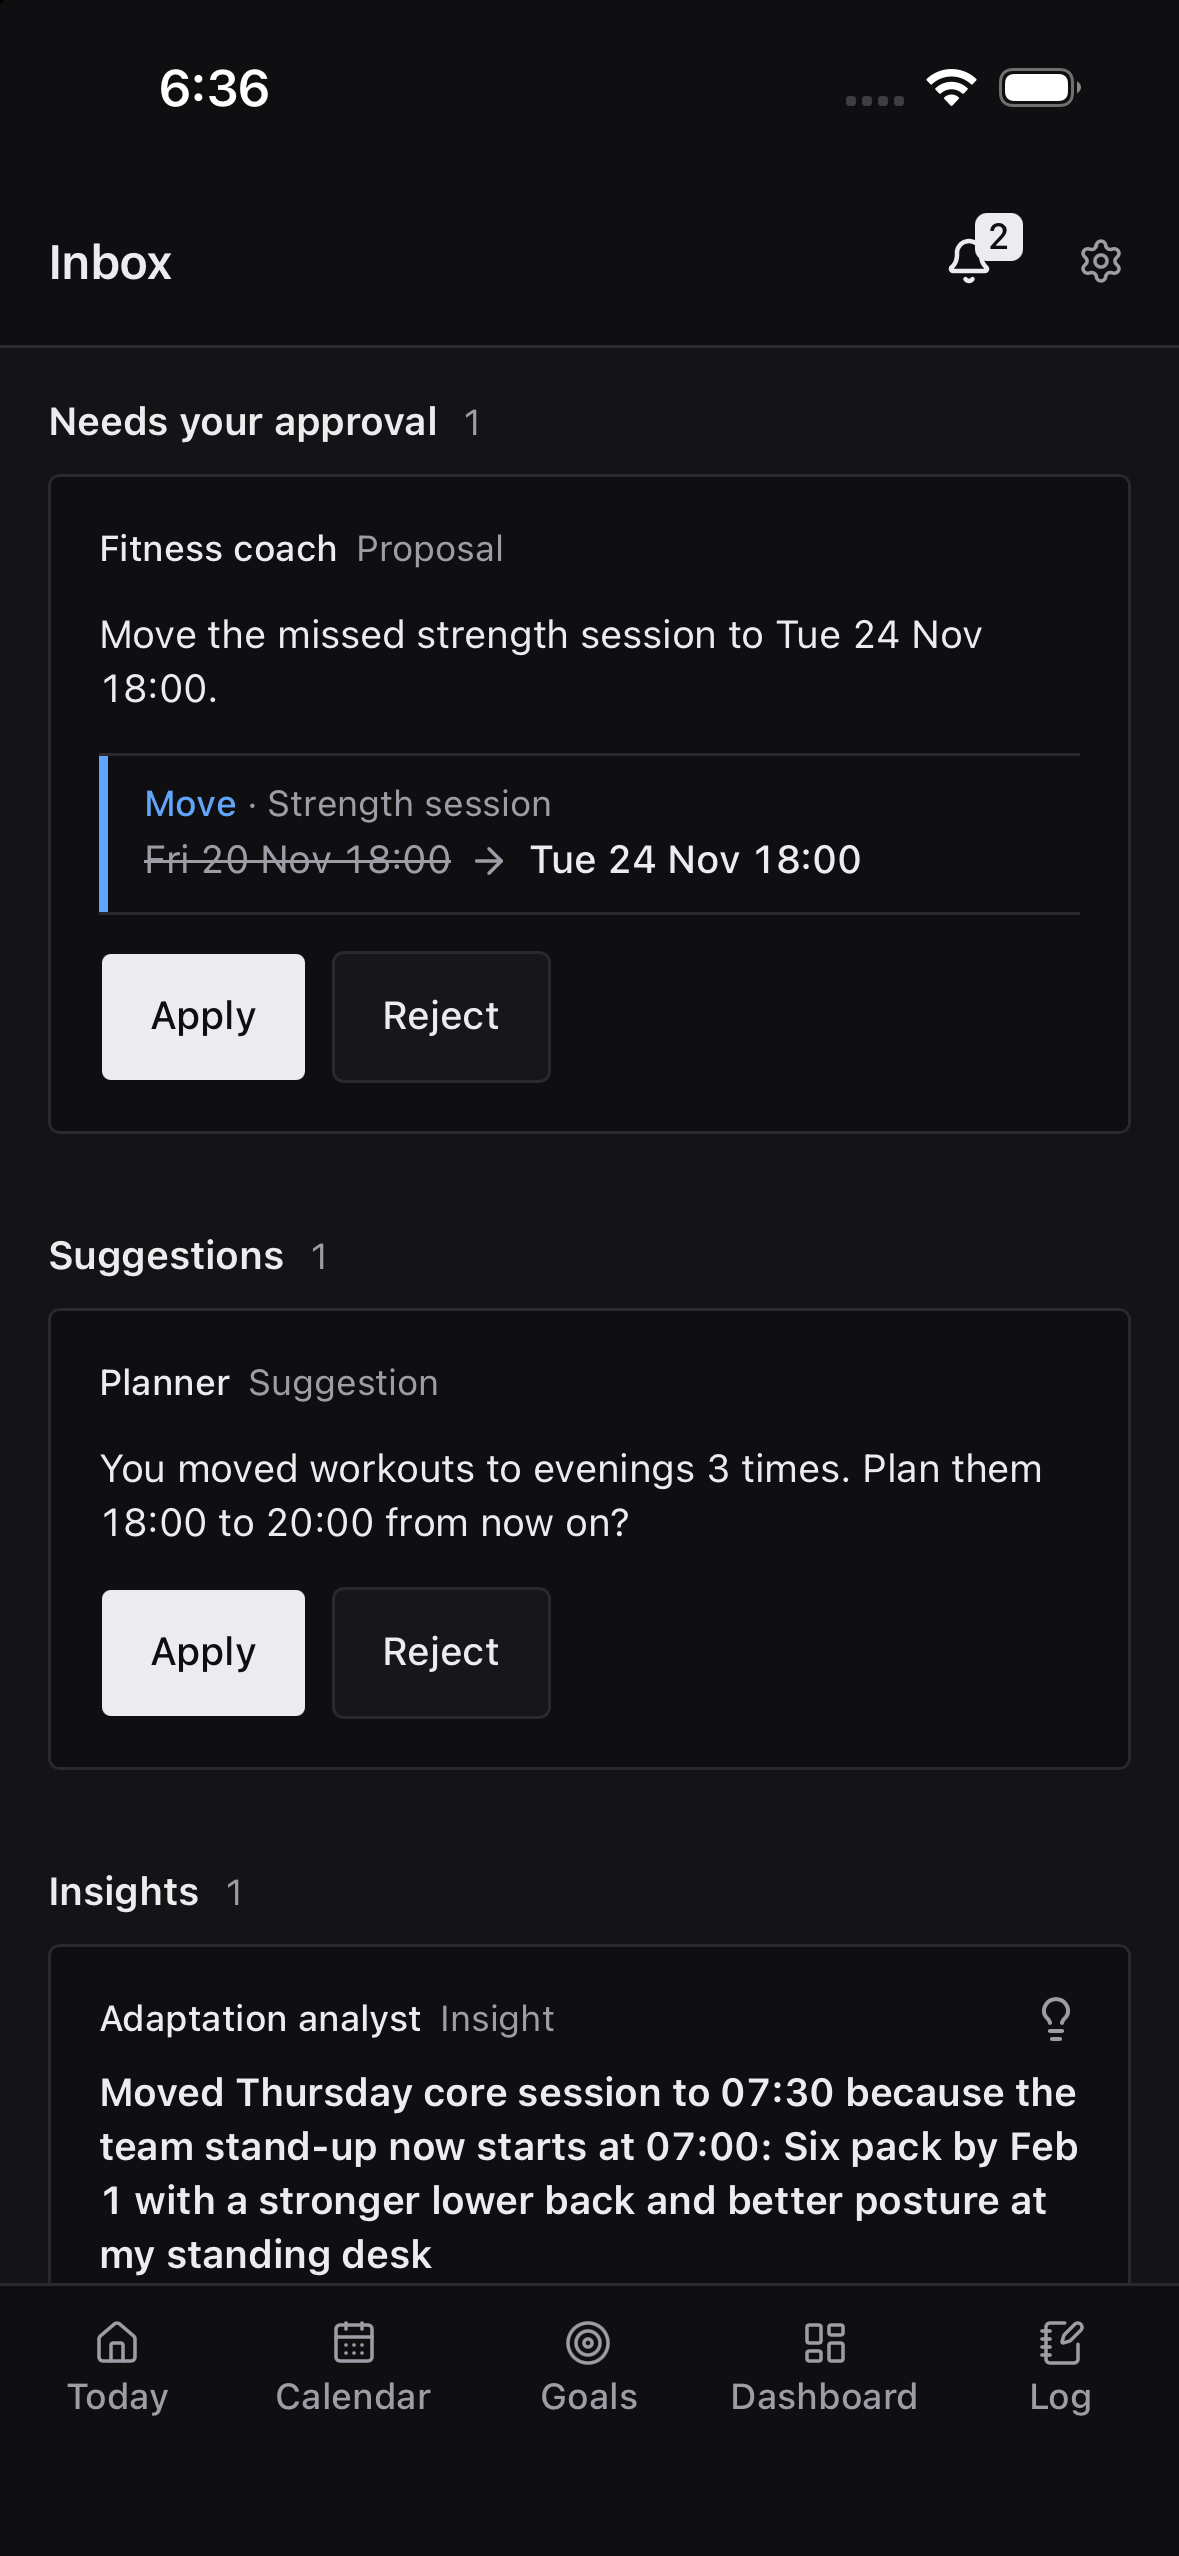 6:36
Inbox
2
Needs your approval 1
Fitness coach Proposal
Move the missed strength session to Tue 24 Nov
18:00.
Move · Strength session
Fri 20 Nov 18:00 → Tue 24 Nov 18:00
Apply Reject
Suggestions 1
Planner Suggestion
You moved workouts to evenings 3 times. Plan them
18:00 to 20:00 from now on?
Apply Reject
Insights 1
Adaptation analyst Insight
Moved Thursday core session to 07:30 because the
team stand-up now starts at 07:00: Six pack by Feb
1 with a stronger lower back and better posture at
my standing desk
Today Calendar Goals Dashboard Log